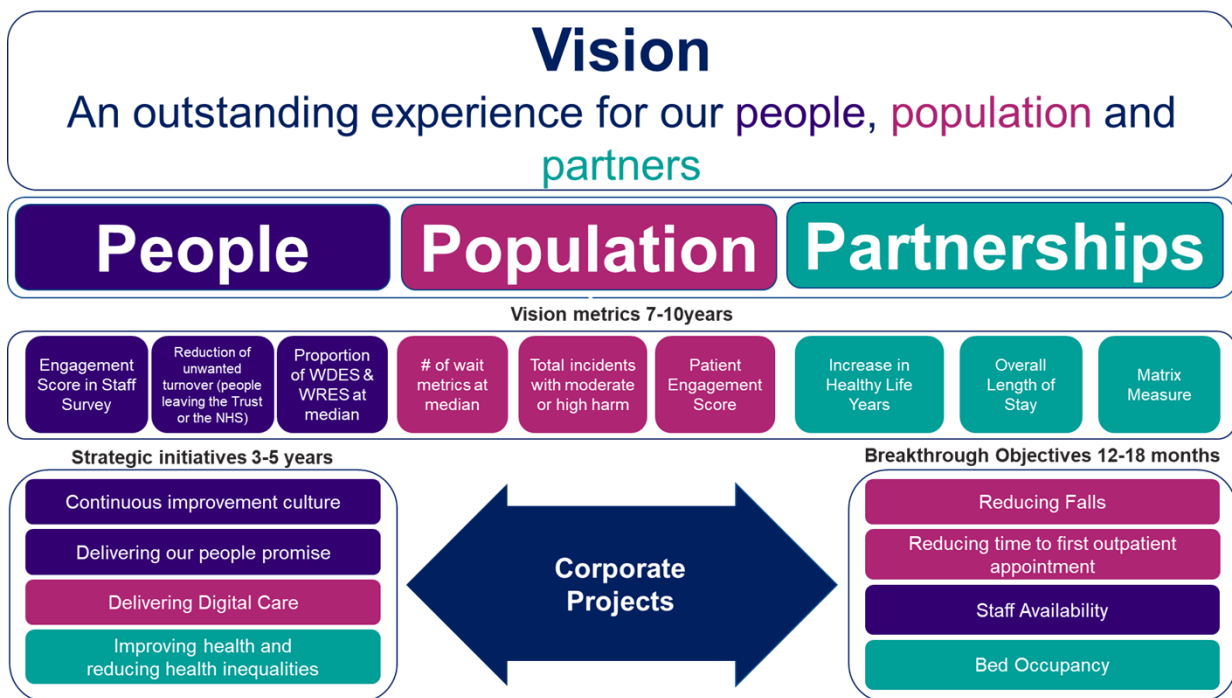 Vision
An outstanding experience for our people, population and
partners
People
Population
Partnerships
Vision metrics 7-10years
Engagement
Score in Staff
Survey
Reduction of
unwanted
turnover (people
leaving the Trust
or the NHS)
Proportion
of WDES &
WRES at
median
# of wait
metrics at
median
Total incidents
with moderate
or high harm
Patient
Engagement
Score
Increase in
Healthy Life
Years
Overall
Length of
Stay
Matrix
Measure
Strategic initiatives 3-5 years
Continuous improvement culture
Delivering our people promise
Delivering Digital Care
Improving health and
reducing health inequalities
Corporate
Projects
Breakthrough Objectives 12-18 months
Reducing Falls
Reducing time to first outpatient
appointment
Staff Availability
Bed Occupancy